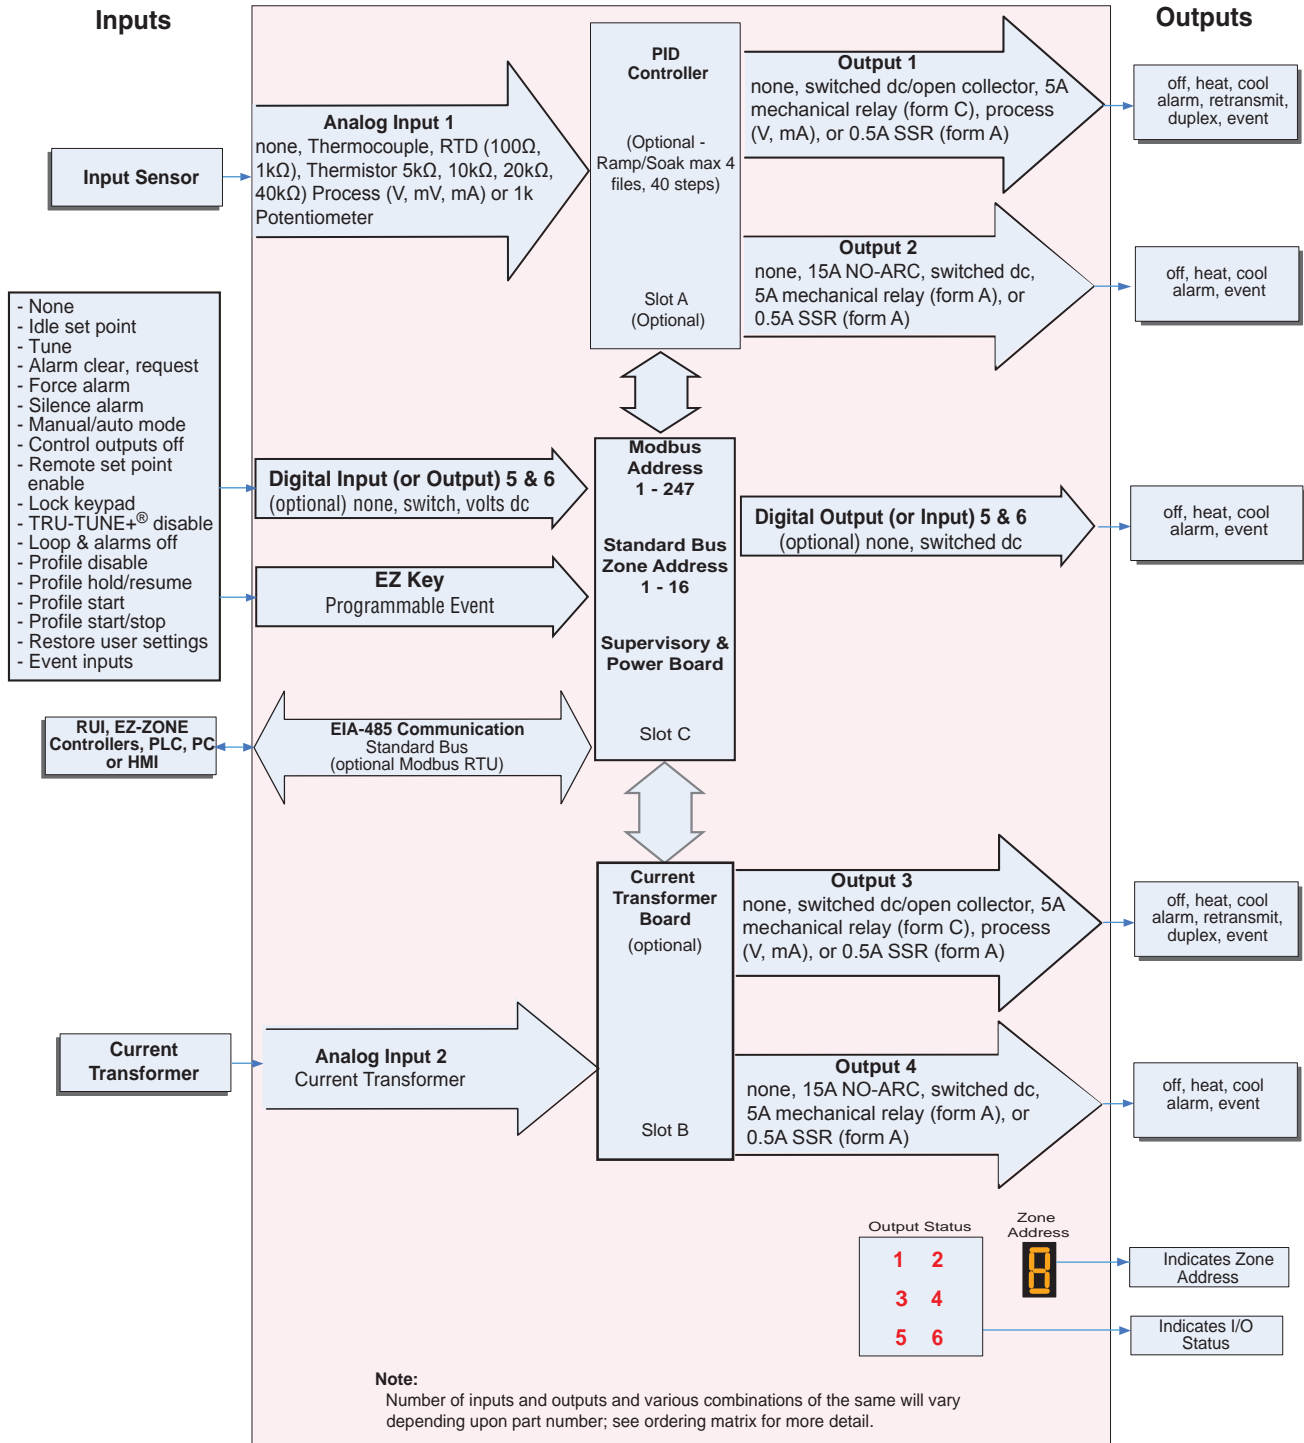 Inputs
Outputs
PID
Controller
(Optional -
Ramp/Soak max 4
files, 40 steps)
Slot A
(Optional)
Input Sensor
Analog Input 1
none, Thermocouple, RTD (100Ω,
1kΩ), Thermistor 5kΩ, 10kΩ, 20kΩ,
40kΩ) Process (V, mV, mA) or 1k
Potentiometer
Output 1
none, switched dc/open collector, 5A
mechanical relay (form C), process
(V, mA), or 0.5A SSR (form A)
off, heat, cool
alarm, retransmit,
duplex, event
Output 2
none, 15A NO-ARC, switched dc,
5A mechanical relay (form A), or
0.5A SSR (form A)
off, heat, cool
alarm, event
- None
- Idle set point
- Tune
- Alarm clear, request
- Force alarm
- Silence alarm
- Manual/auto mode
- Control outputs off
- Remote set point
enable
- Lock keypad
- TRU-TUNE+® disable
- Loop & alarms off
- Profile disable
- Profile hold/resume
- Profile start
- Profile start/stop
- Restore user settings
- Event inputs
Digital Input (or Output) 5 & 6
(optional) none, switch, volts dc
EZ Key
Programmable Event
Modbus
Address
1 - 247
Standard Bus
Zone Address
1 - 16
Supervisory &
Power Board
Slot C
Digital Output (or Input) 5 & 6
(optional) none, switched dc
off, heat, cool
alarm, event
RUI, EZ-ZONE
Controllers, PLC, PC
or HMI
EIA-485 Communication
Standard Bus
(optional Modbus RTU)
Current
Transformer
Board
(optional)
Slot B
Output 3
none, switched dc/open collector, 5A
mechanical relay (form C), process
(V, mA), or 0.5A SSR (form A)
off, heat, cool
alarm, retransmit,
duplex, event
Current
Transformer
Analog Input 2
Current Transformer
Output 4
none, 15A NO-ARC, switched dc,
5A mechanical relay (form A), or
0.5A SSR (form A)
off, heat, cool
alarm, event
Output Status
1 2
3 4
5 6
Zone
Address
8
Indicates Zone
Address
Indicates I/O
Status
Note:
Number of inputs and outputs and various combinations of the same will vary
depending upon part number; see ordering matrix for more detail.